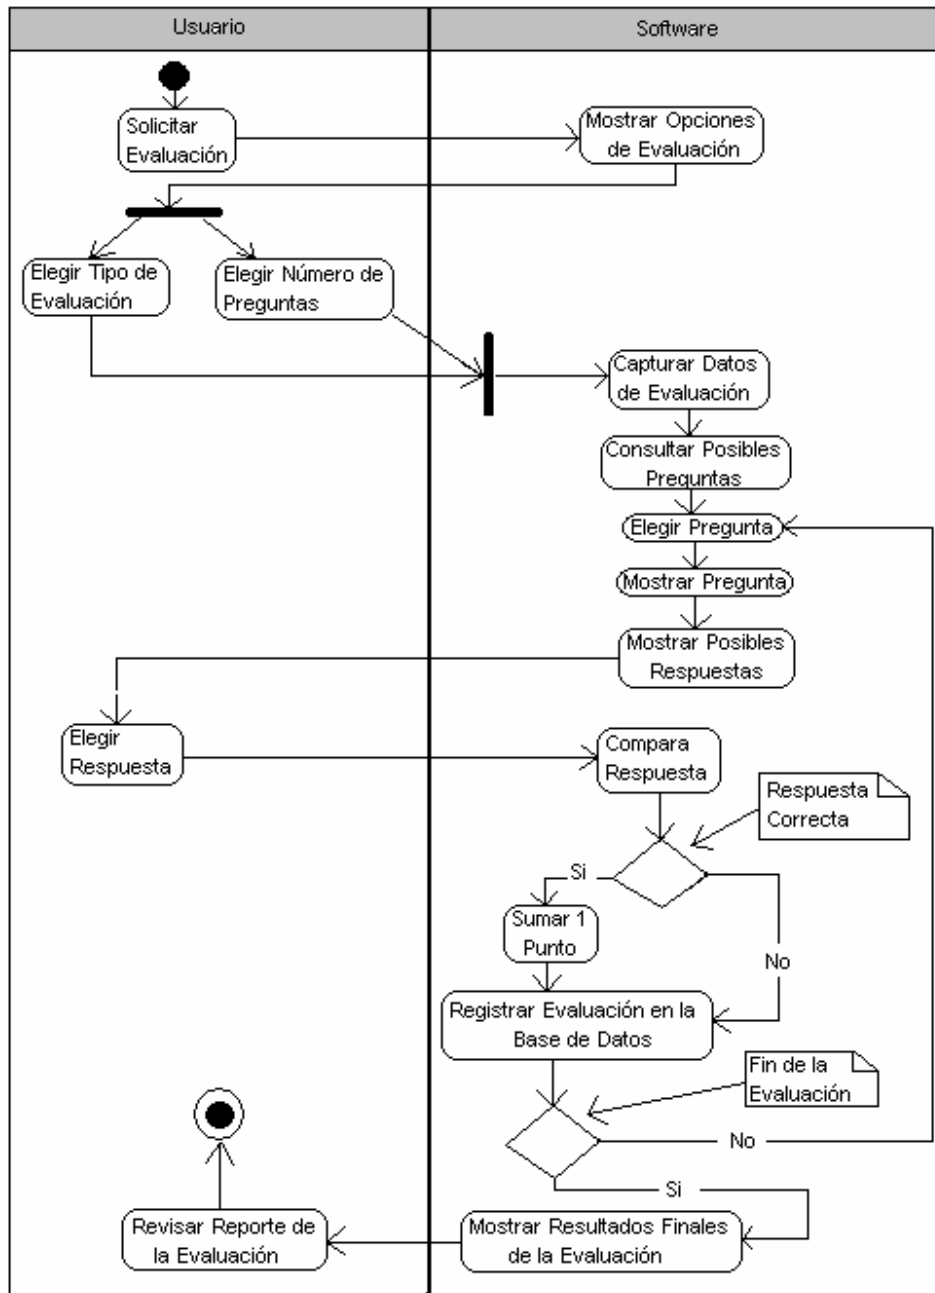 Usuario
Software
Solicitar
Evaluación
Mostrar Opciones
de Evaluación
Elegir Tipo de
Evaluación
Elegir Número de
Preguntas
Capturar Datos
de Evaluación
Consultar Posibles
Preguntas
Elegir Pregunta
Mostrar Pregunta
Mostrar Posibles
Respuestas
Elegir
Respuesta
Compara
Respuesta
Respuesta
Correcta
Si
Sumar 1
Punto
No
Registrar Evaluación en la
Base de Datos
Fin de la
Evaluación
No
Si
Revisar Reporte de
la Evaluación
Mostrar Resultados Finales
de la Evaluación